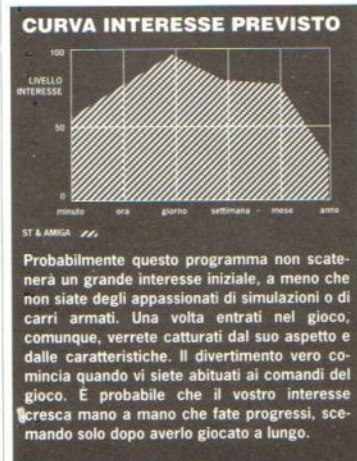 CURVA INTERESSE PREVISTO
100
LIVELLO
INTERESSE
50
0
minuto ora giorno settimana - mese anno
ST & AMIGA
Probabilmente questo programma non scate-
nerà un grande interesse iniziale, a meno che
non siate degli appassionati di simulazioni o di
carri armati. Una volta entrati nel gioco,
comunque, verrete catturati dal suo aspetto e
dalle caratteristiche. Il divertimento vero co-
mincia quando vi siete abituati ai comandi del
gioco. È probabile che il vostro interesse
cresca mano a mano che fate progressi, sce-
mando solo dopo averlo giocato a lungo.